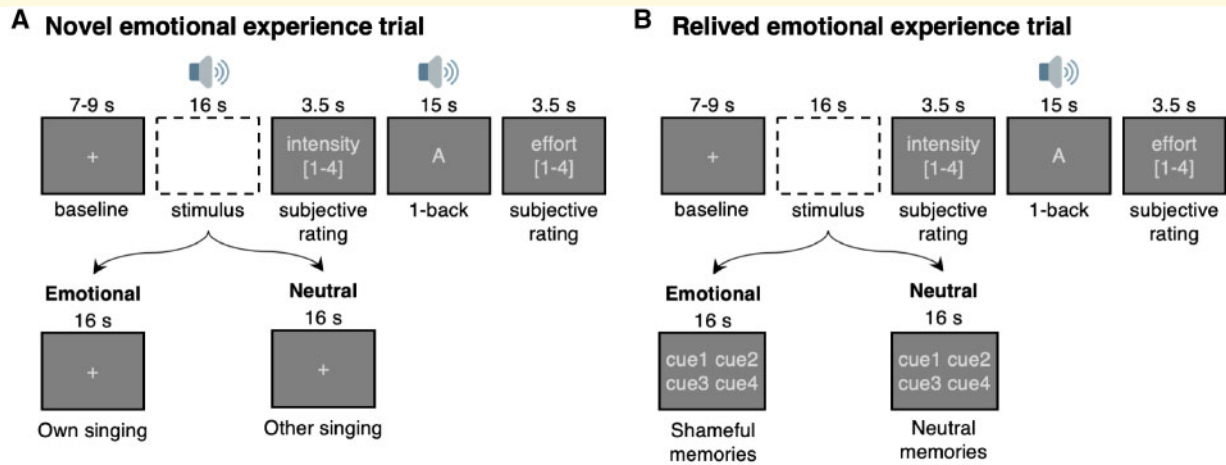 A Novel emotional experience trial
7-9 s 16 s 3.5 s 15 s 3.5 s
+ intensity A effort
[1-4] [1-4]
baseline stimulus subjective 1-back subjective
rating rating
Emotional Neutral
16 s 16 s
+ +
Own singing Other singing
B Relived emotional experience trial
7-9 s 16 s 3.5 s 15 s 3.5 s
+ intensity A effort
[1-4] [1-4]
baseline stimulus subjective 1-back subjective
rating rating
Emotional Neutral
16 s 16 s
cue1 cue2 cue1 cue2
cue3 cue4 cue3 cue4
Shameful Neutral
memories memories